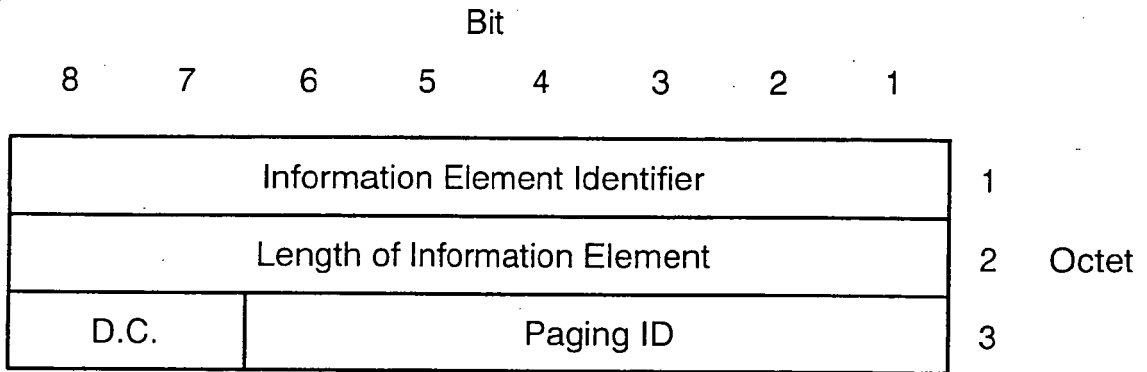 Bit
8 7 6 5 4 3 2 1
Information Element Identifier 1
Length of Information Element 2 Octet
D.C. Paging ID 3